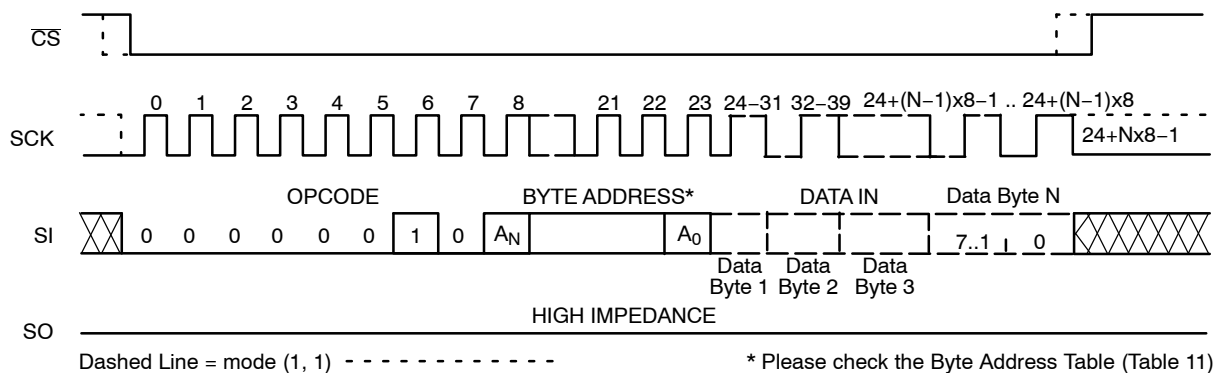 CS
0 1 2 3 4 5 6 7 8 21 22 23 24−31 32−39 24+(N−1)x8−1 .. 24+(N−1)x8
SCK 24+Nx8−1
OPCODE BYTE ADDRESS* DATA IN Data Byte N
SI 0 0 0 0 0 0 1 0 AN A0 7..1 0
Data Byte 1 Data Byte 2 Data Byte 3
HIGH IMPEDANCE
SO
Dashed Line = mode (1, 1) * Please check the Byte Address Table (Table 11)